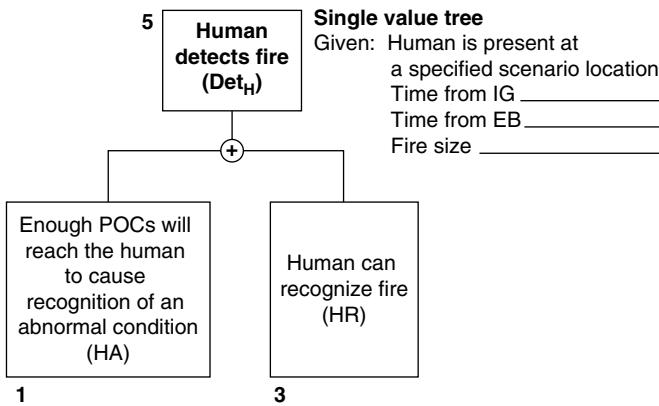 5
Human
detects fire
(DetH)
Single value tree
Given: Human is present at
a specified scenario location
Time from IG
Time from EB
Fire size
+
Enough POCs will
reach the human
to cause
recognition of an
abnormal condition
(HA)
1
Human can
recognize fire
(HR)
3